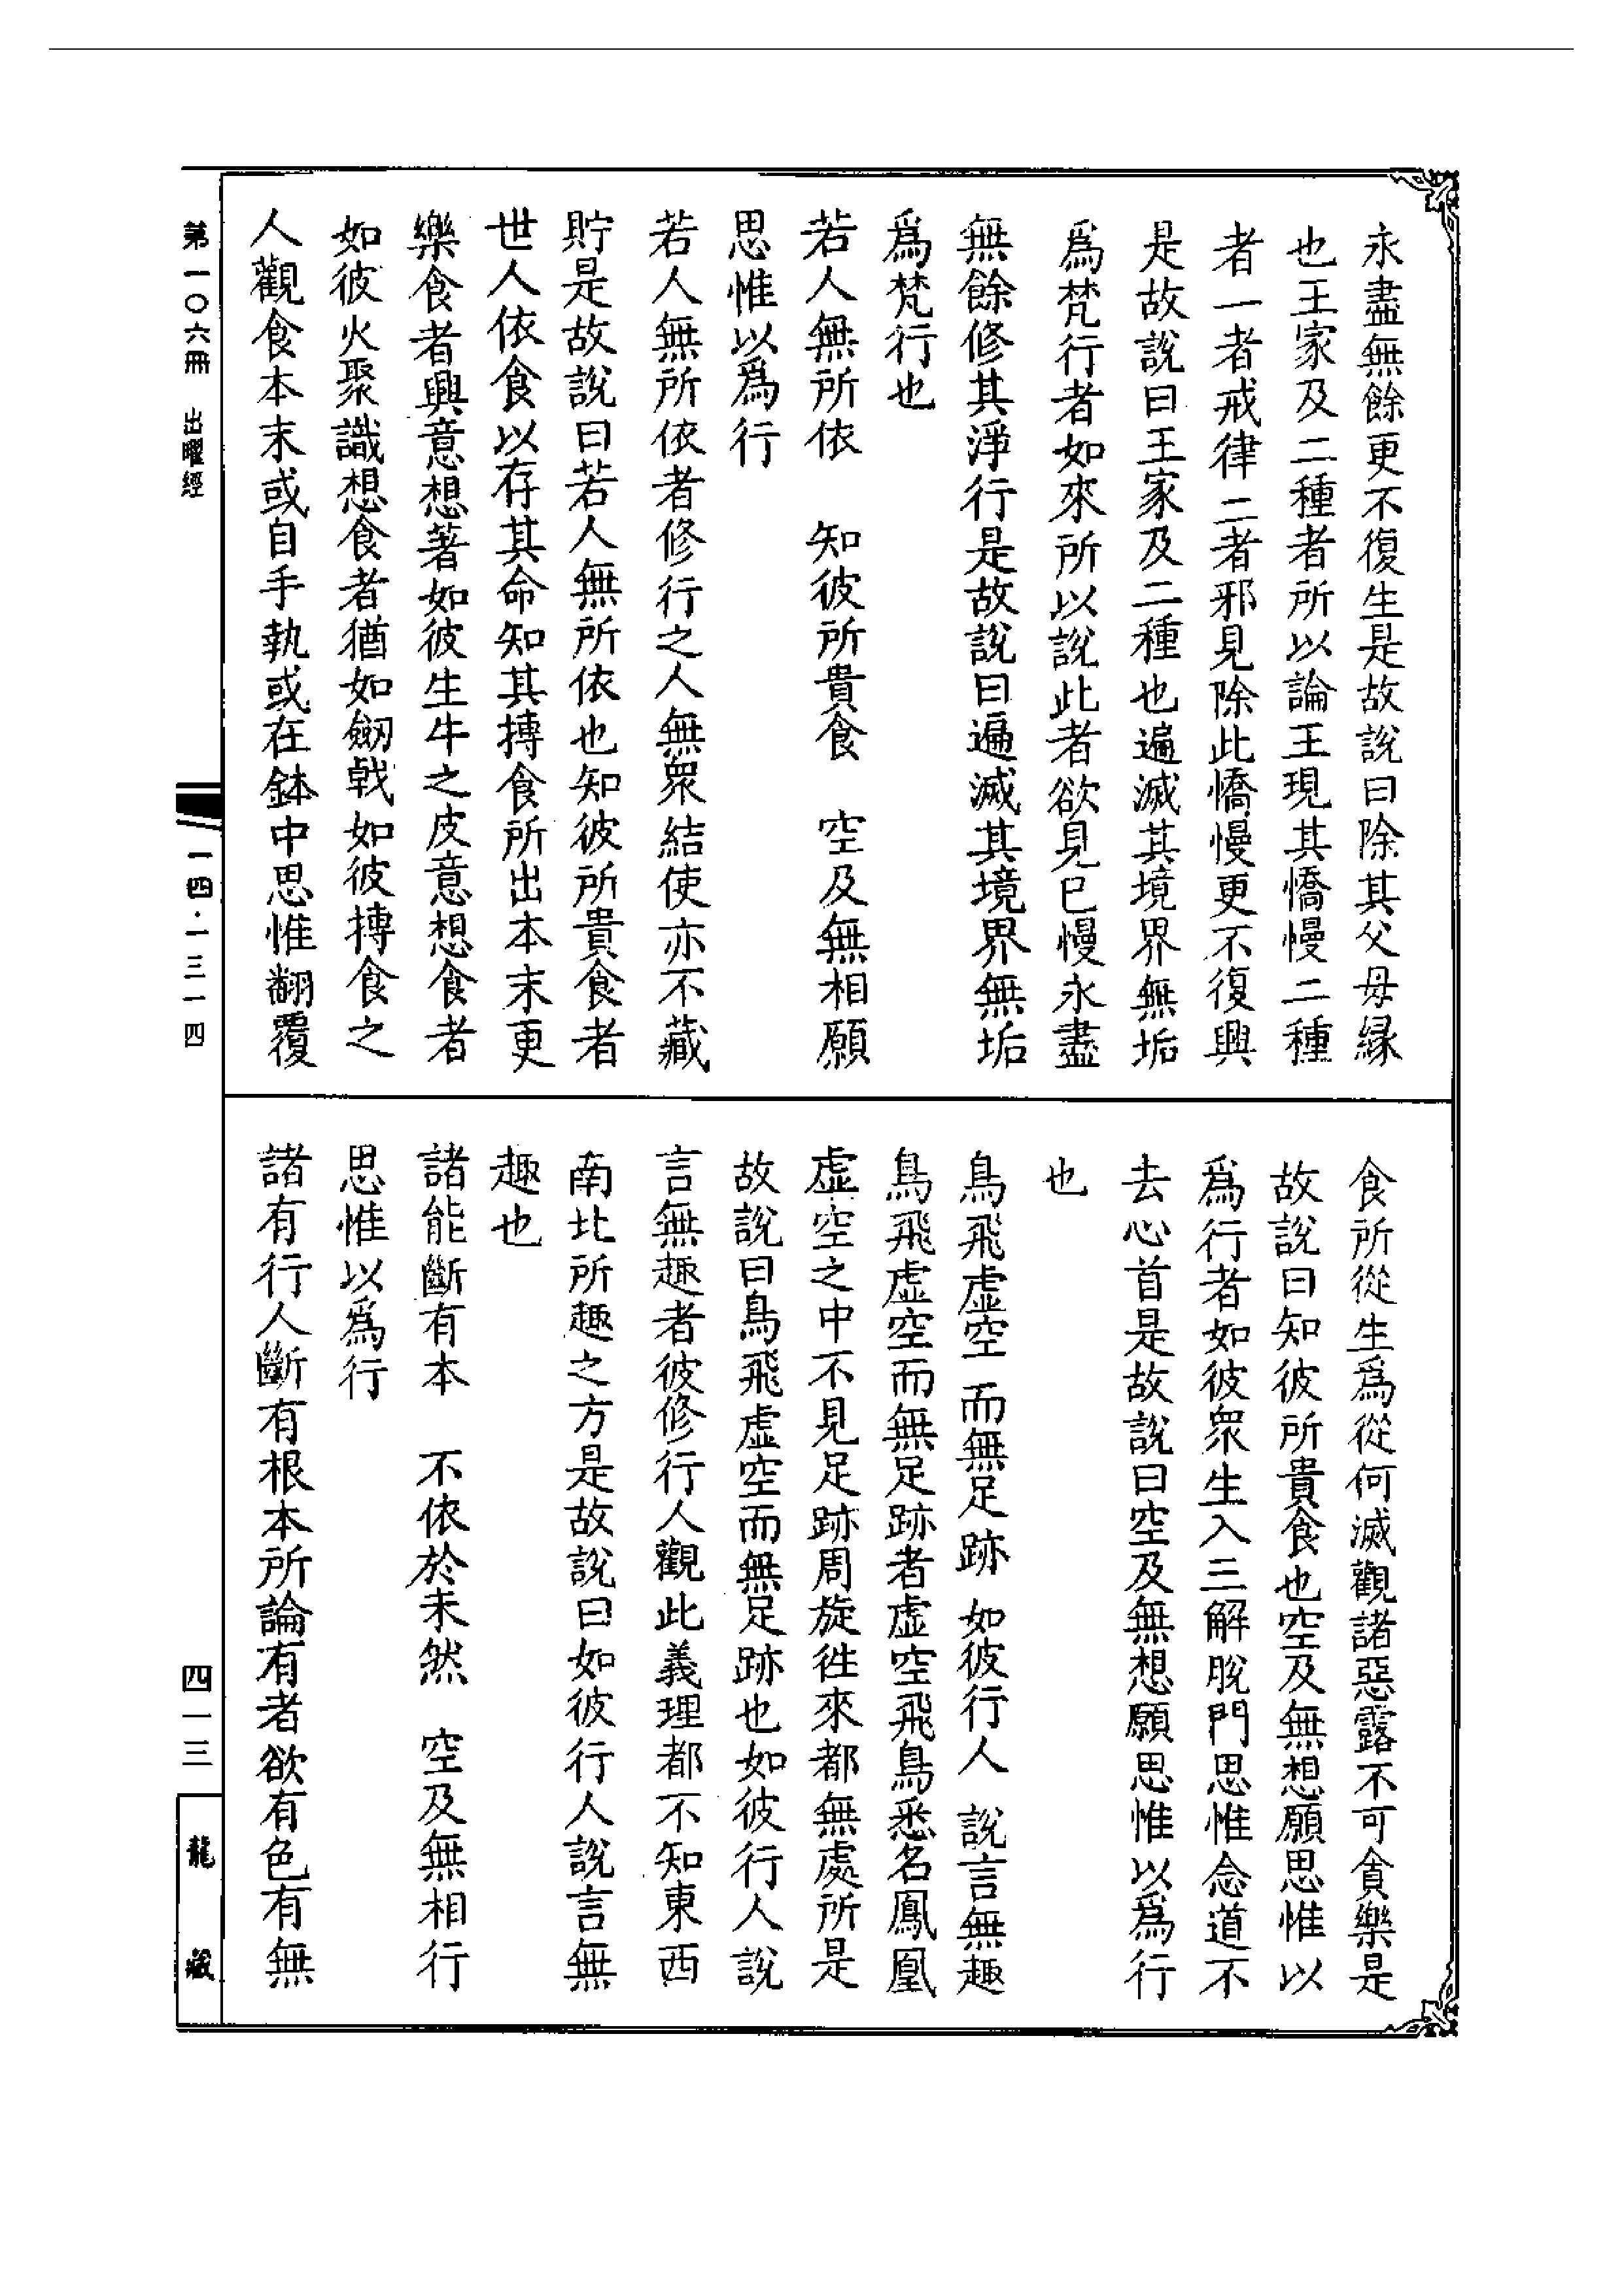 永盡無餘更不復生是故說曰除其父母縁
也王家及二種者所以論王現其憍慢二種
者一者戒律二者邪見除此憍慢更不復興
是故說曰王家及二種也遍滅其境界無垢
爲梵行者如來所以說此者欲見巳慢永盡
無餘修其淨行是故說曰遍滅其境界無垢
爲梵行也
若人無所依　知彼所貴食　空及無相願
思惟以爲行
若人無所依者修行之人無衆結使亦不藏
貯是故說曰若人無所依也知彼所貴食者
世人依食以存其命知其摶食所出本末更
樂食者興意想著如彼生牛之皮意想食者
如彼火聚識想食者猶如劒戟如彼摶食之
人觀食本末或自手執或在鉢中思惟翻覆
食所從生爲從何滅觀諸惡露不可貪樂是
故說曰知彼所貴食也空及無想願思惟以
爲行者如彼衆生入三解脫門思惟念道不
去心首是故說曰空及無想願思惟以爲行
也
鳥飛虛空　而無足跡　如彼行人　說言無趣
鳥飛虛空而無足跡者虛空飛鳥悉名鳳凰
虛空之中不見足跡周旋徃來都無處所是
故說曰鳥飛虛空而無足跡也如彼行人說
言無趣者彼修行人觀此義理都不知東西
南北所趣之方是故說曰如彼行人說言無
趣也
諸能斷有本　不依於未然　空及無相行
思惟以爲行
諸有行人斷有根本所論有者欲有色有無
第一〇六冊　出曜經
一四·一三一四
四一三
龍藏